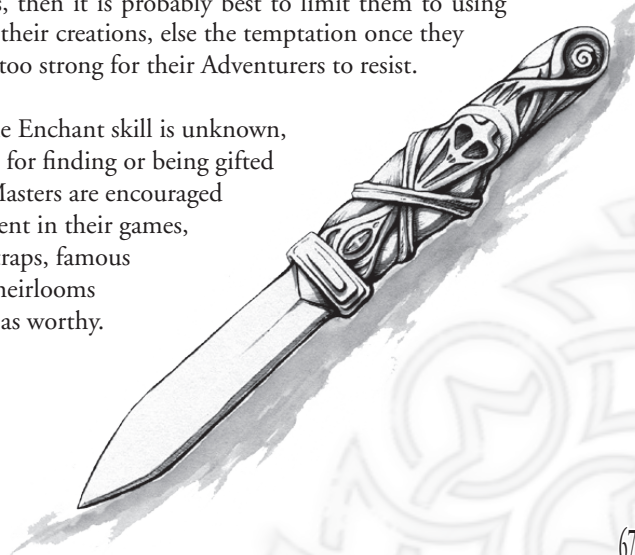 s, then it is probably best to limit them to using
their creations, else the temptation once they
too strong for their Adventurers to resist.
e Enchant skill is unknown,
for finding or being gifted
Masters are encouraged
ent in their games,
traps, famous
heirlooms
as worthy.
67